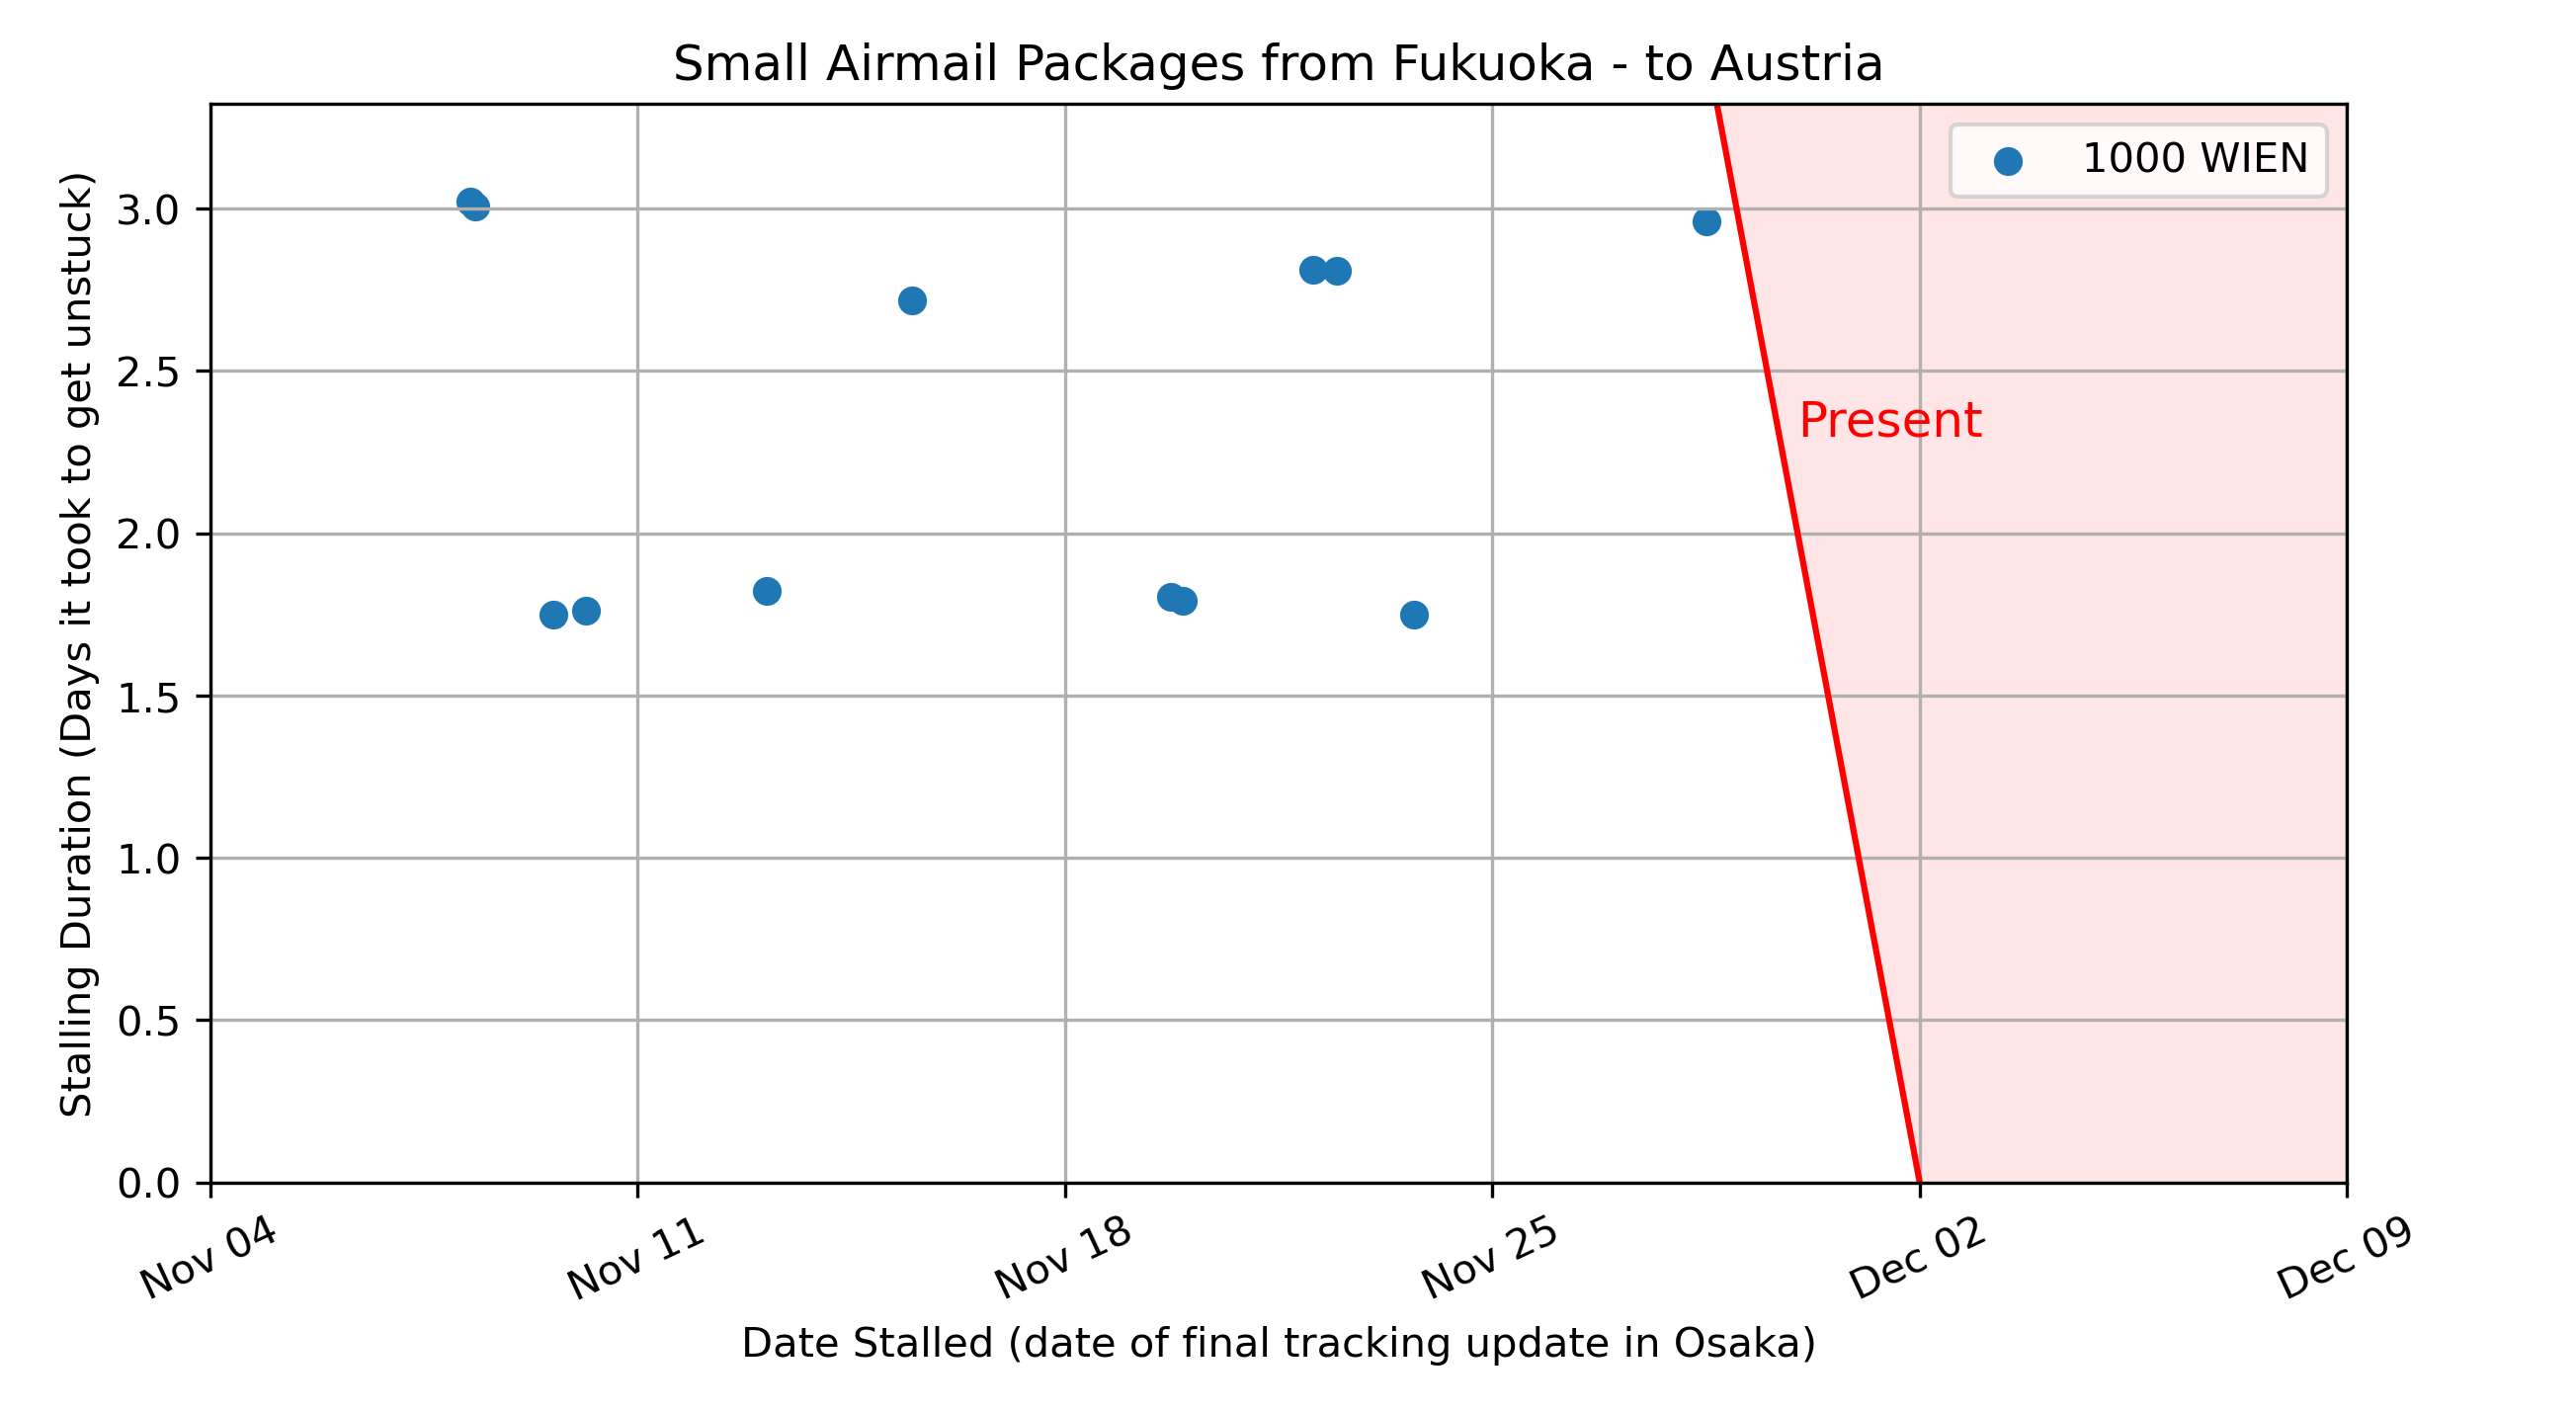 Small Airmail Packages from Fukuoka - to Austria
1000 WIEN
Present
Stalling Duration (Days it took to get unstuck)
3.0
2.5
2.0
1.5
1.0
0.5
0.0
Nov 04
Nov 11
Nov 18
Nov 25
Dec 02
Dec 09
Date Stalled (date of final tracking update in Osaka)